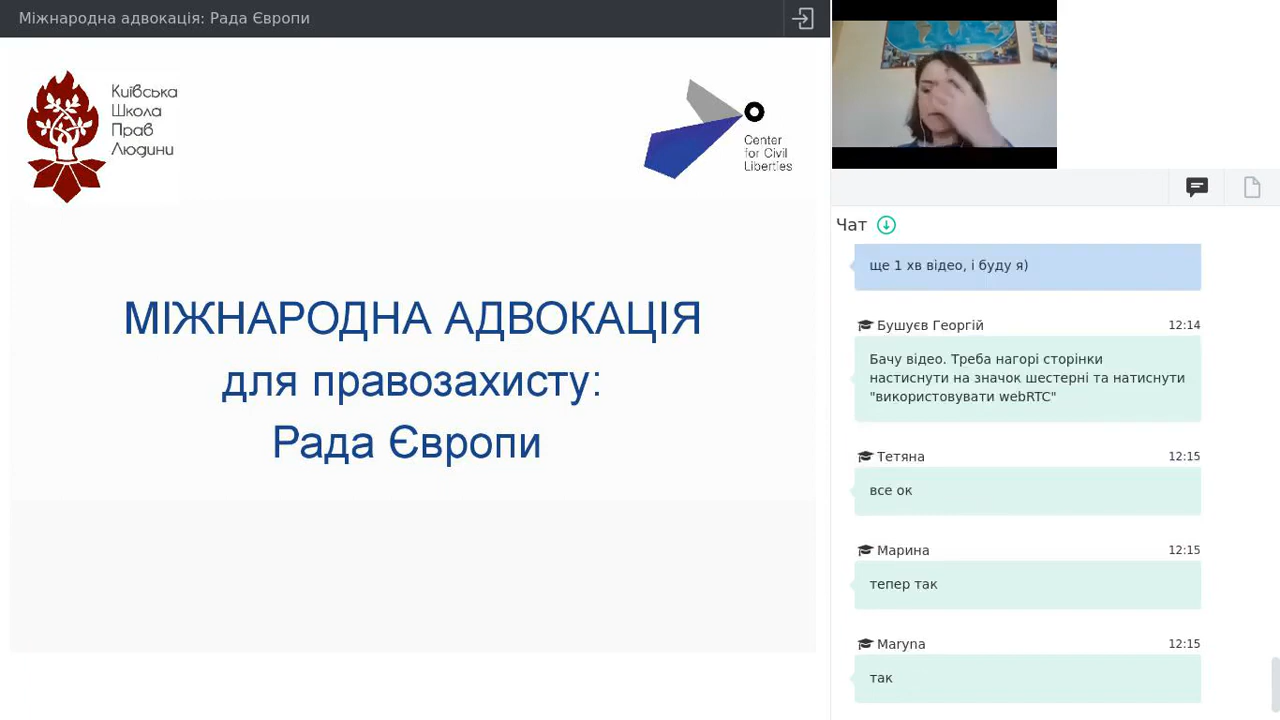 Міжнародна адвокація: Рада Європи
Київська
Школа
Прав
Людини
Center
for Civil
Liberties
МІЖНАРОДНА АДВОКАЦІЯ
для правозахисту:
Рада Європи
Чат
ще 1 хв відео, і буду я)
Бушуєв Георгій 12:14
Бачу відео. Треба нагорі сторінки
настиснути на значок шестерні та натиснути
"використовувати webRTC"
Тетяна 12:15
все ок
Марина 12:15
тепер так
Maryna 12:15
так